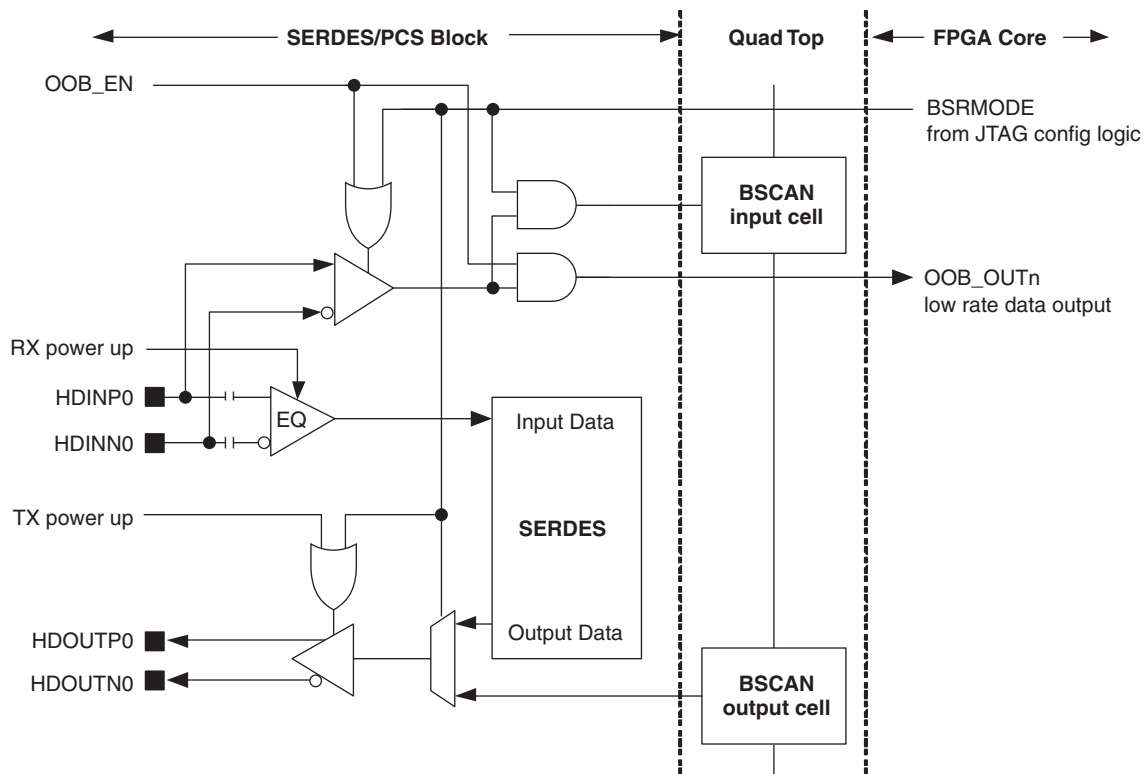 SERDES/PCS Block
Quad Top
FPGA Core
OOB_EN
BSRMODE
from JTAG config logic
BSCAN
input cell
OOB_OUTn
low rate data output
RX power up
HDINP0
EQ
HDINN0
Input Data
TX power up
SERDES
HDOUTP0
Output Data
HDOUTN0
BSCAN
output cell